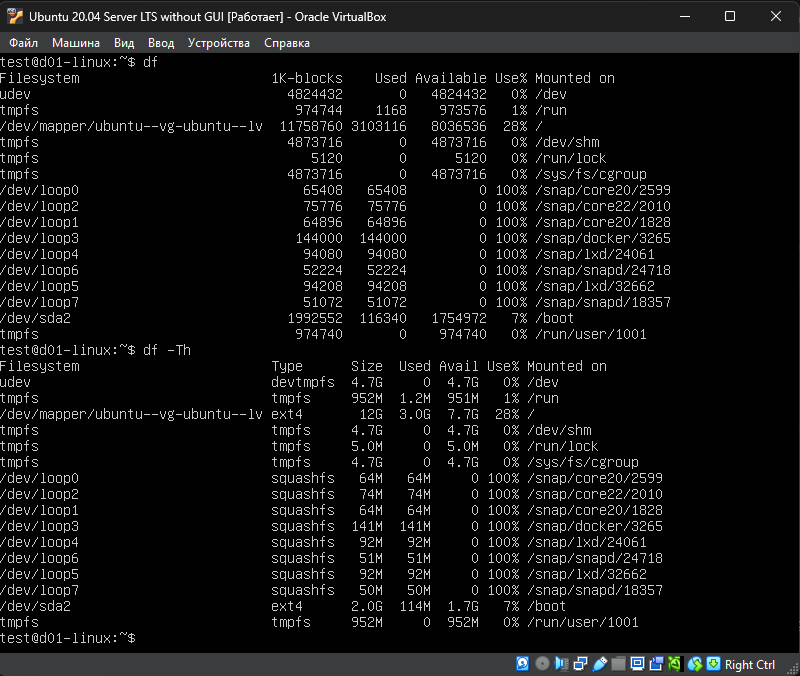 Ubuntu 20.04 Server LTS without GUI [Работает] - Oracle VirtualBox
Файл Машина Вид Ввод Устройства Справка
test@d01-linux:~$ df
Filesystem                        1K-blocks    Used Available Use% Mounted on
udev                                4824432       0   4824432   0% /dev
tmpfs                                974744    1168    973576   1% /run
/dev/mapper/ubuntu--vg-ubuntu--lv  11758760 3103116   8036536  28% /
tmpfs                               4873716       0   4873716   0% /dev/shm
tmpfs                                  5120       0      5120   0% /run/lock
tmpfs                               4873716       0   4873716   0% /sys/fs/cgroup
/dev/loop0                            65408   65408         0 100% /snap/core20/2599
/dev/loop2                            75776   75776         0 100% /snap/core22/2010
/dev/loop1                            64896   64896         0 100% /snap/core20/1828
/dev/loop3                           144000  144000         0 100% /snap/docker/3265
/dev/loop4                            94080   94080         0 100% /snap/lxd/24061
/dev/loop6                            52224   52224         0 100% /snap/snapd/24718
/dev/loop5                            94208   94208         0 100% /snap/lxd/32662
/dev/loop7                            51072   51072         0 100% /snap/snapd/18357
/dev/sda2                           1992552  116340   1754972   7% /boot
tmpfs                                974740       0    974740   0% /run/user/1001
test@d01-linux:~$ df -Th
Filesystem                        Type      Size  Used Avail Use% Mounted on
udev                              devtmpfs  4.7G     0  4.7G   0% /dev
tmpfs                             tmpfs     952M  1.2M  951M   1% /run
/dev/mapper/ubuntu--vg-ubuntu--lv ext4       12G  3.0G  7.7G  28% /
tmpfs                             tmpfs     4.7G     0  4.7G   0% /dev/shm
tmpfs                             tmpfs     5.0M     0  5.0M   0% /run/lock
tmpfs                             tmpfs     4.7G     0  4.7G   0% /sys/fs/cgroup
/dev/loop0                        squashfs   64M   64M     0 100% /snap/core20/2599
/dev/loop2                        squashfs   74M   74M     0 100% /snap/core22/2010
/dev/loop1                        squashfs   64M   64M     0 100% /snap/core20/1828
/dev/loop3                        squashfs  141M  141M     0 100% /snap/docker/3265
/dev/loop4                        squashfs   92M   92M     0 100% /snap/lxd/24061
/dev/loop6                        squashfs   51M   51M     0 100% /snap/snapd/24718
/dev/loop5                        squashfs   92M   92M     0 100% /snap/lxd/32662
/dev/loop7                        squashfs   50M   50M     0 100% /snap/snapd/18357
/dev/sda2                         ext4      2.0G  114M  1.7G   7% /boot
tmpfs                             tmpfs     952M     0  952M   0% /run/user/1001
test@d01-linux:~$
Right Ctrl